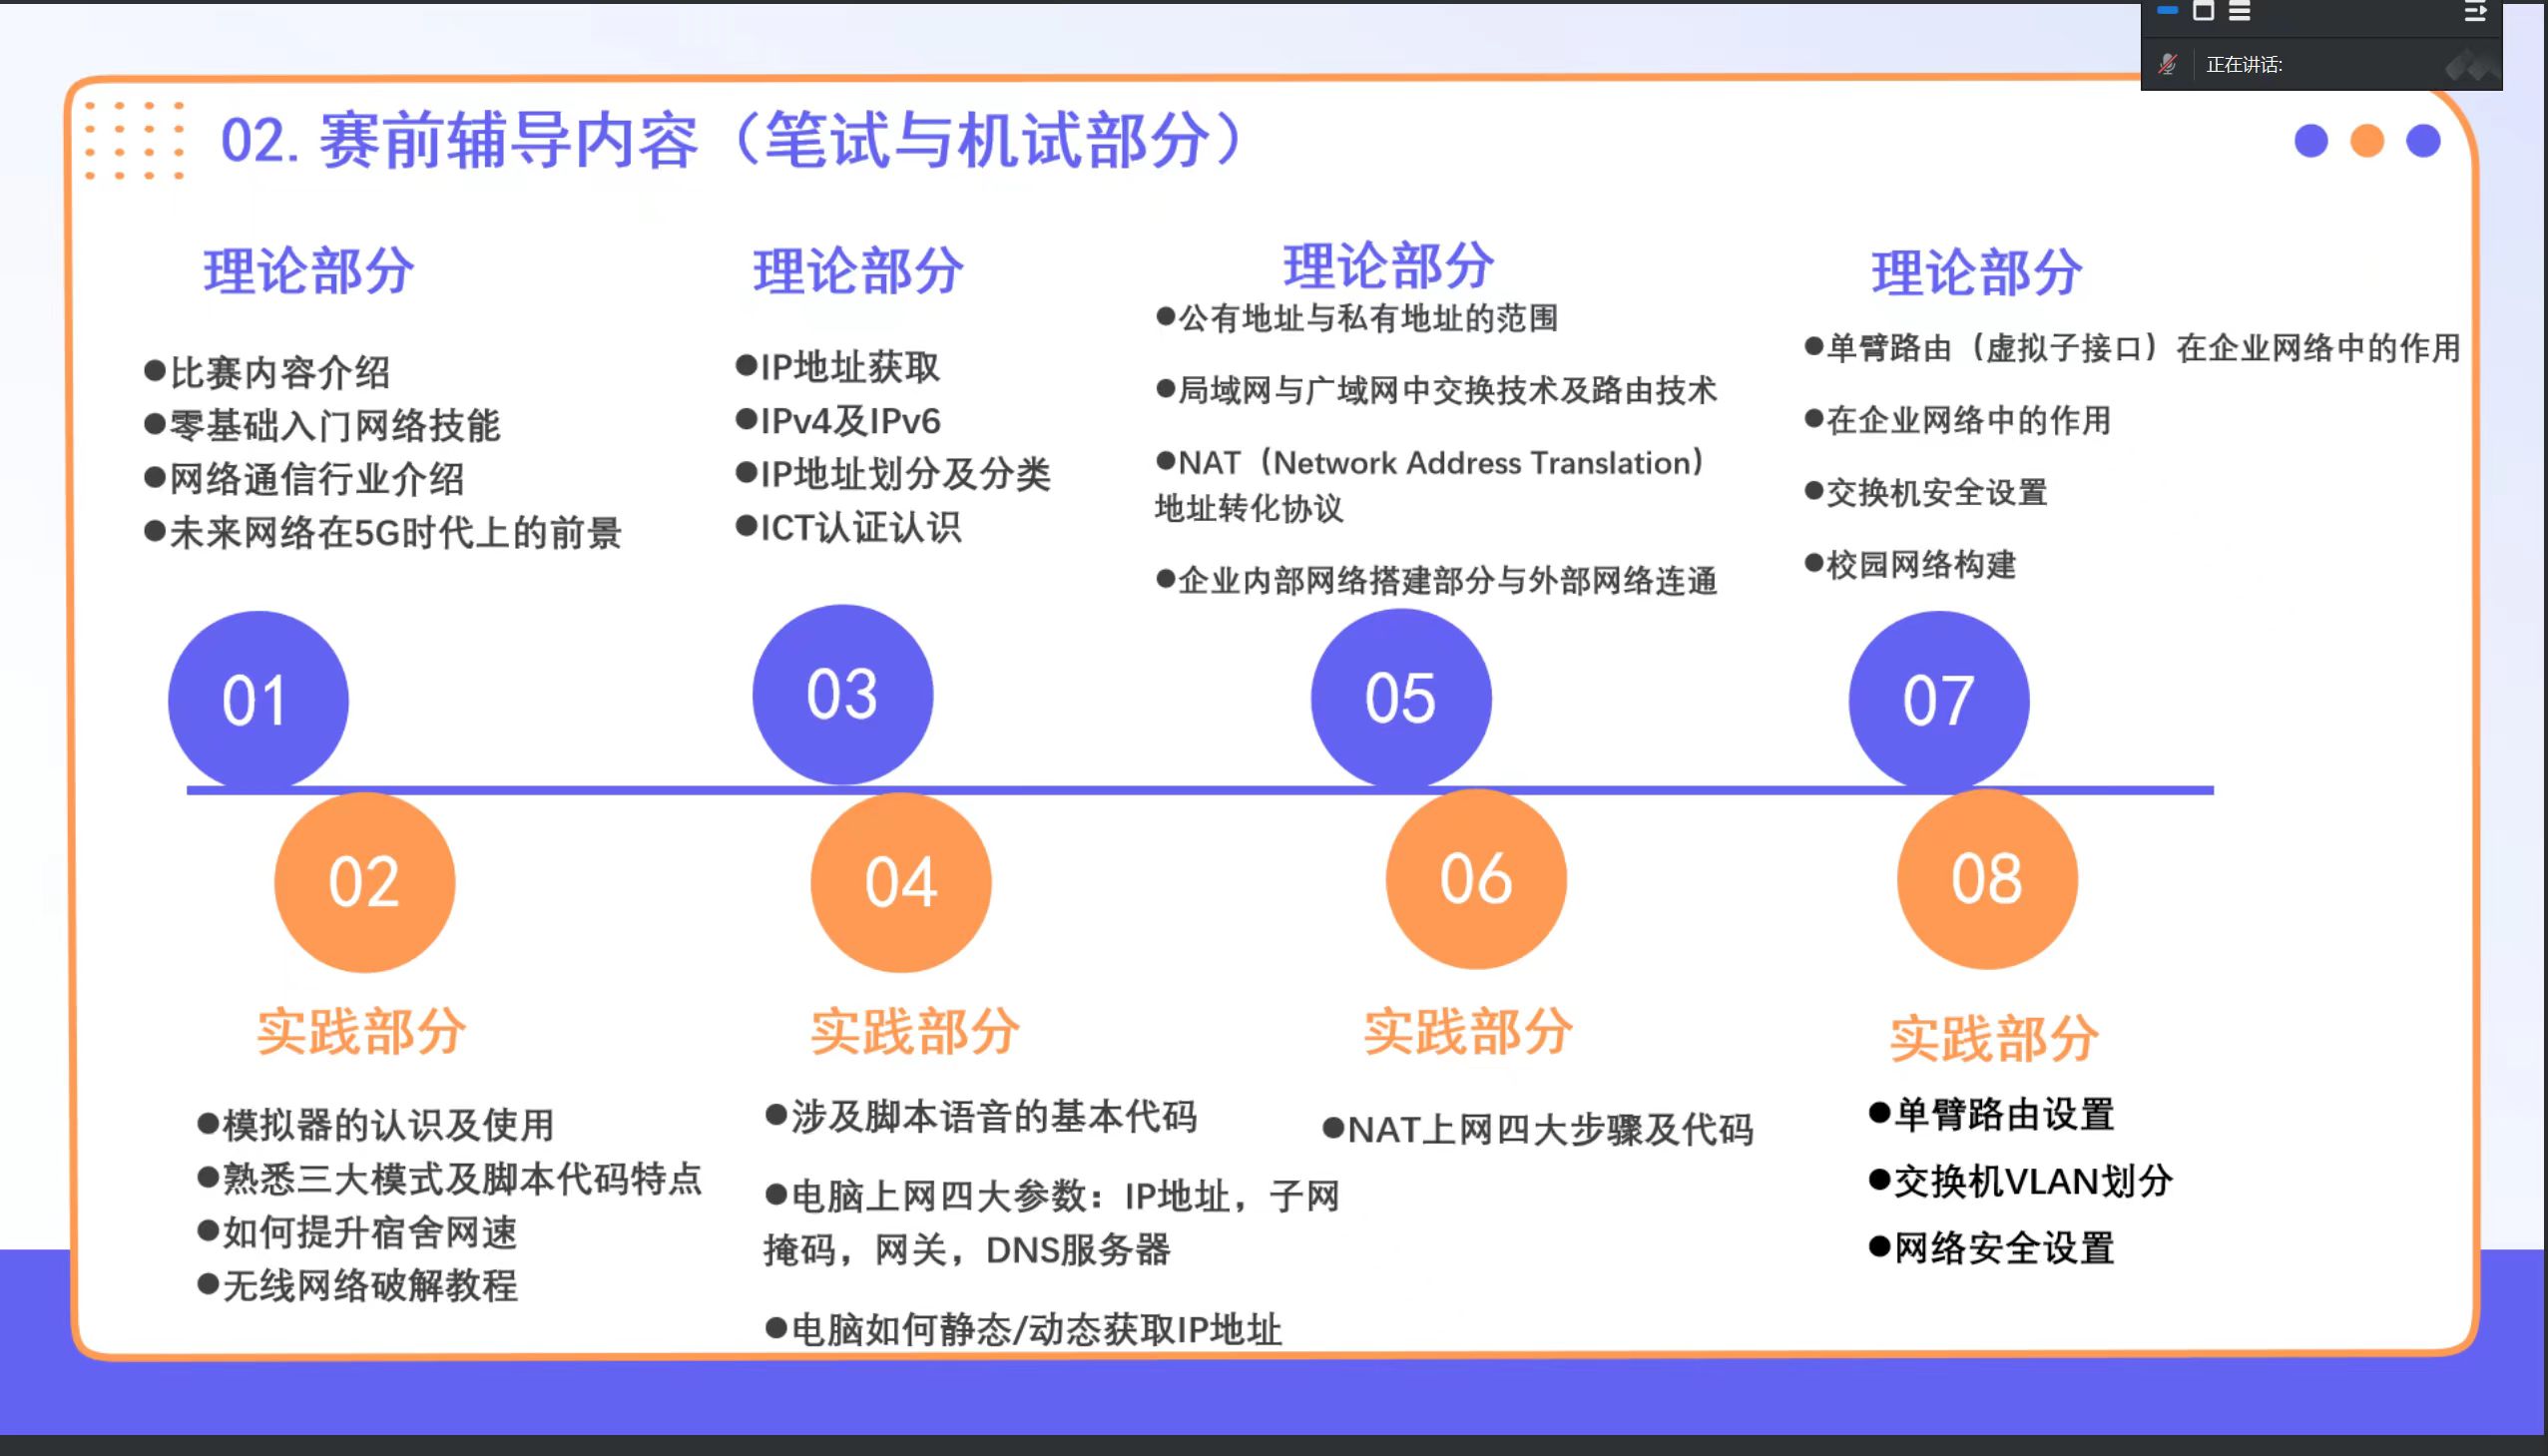 正在讲话:
02. 赛前辅导内容（笔试与机试部分）
理论部分
●比赛内容介绍
●零基础入门网络技能
●网络通信行业介绍
●未来网络在5G时代上的前景
01
理论部分
●IP地址获取
●IPv4及IPv6
●IP地址划分及分类
●ICT认证认识
03
理论部分
●公有地址与私有地址的范围
●局域网与广域网中交换技术及路由技术
●NAT（Network Address Translation）
地址转化协议
●企业内部网络搭建部分与外部网络连通
05
理论部分
●单臂路由（虚拟子接口）在企业网络中的作用
●在企业网络中的作用
●交换机安全设置
●校园网络构建
07
02
实践部分
●模拟器的认识及使用
●熟悉三大模式及脚本代码特点
●如何提升宿舍网速
●无线网络破解教程
04
实践部分
●涉及脚本语音的基本代码
●电脑上网四大参数：IP地址，子网
掩码，网关，DNS服务器
●电脑如何静态/动态获取IP地址
06
实践部分
●NAT上网四大步骤及代码
08
实践部分
●单臂路由设置
●交换机VLAN划分
●网络安全设置